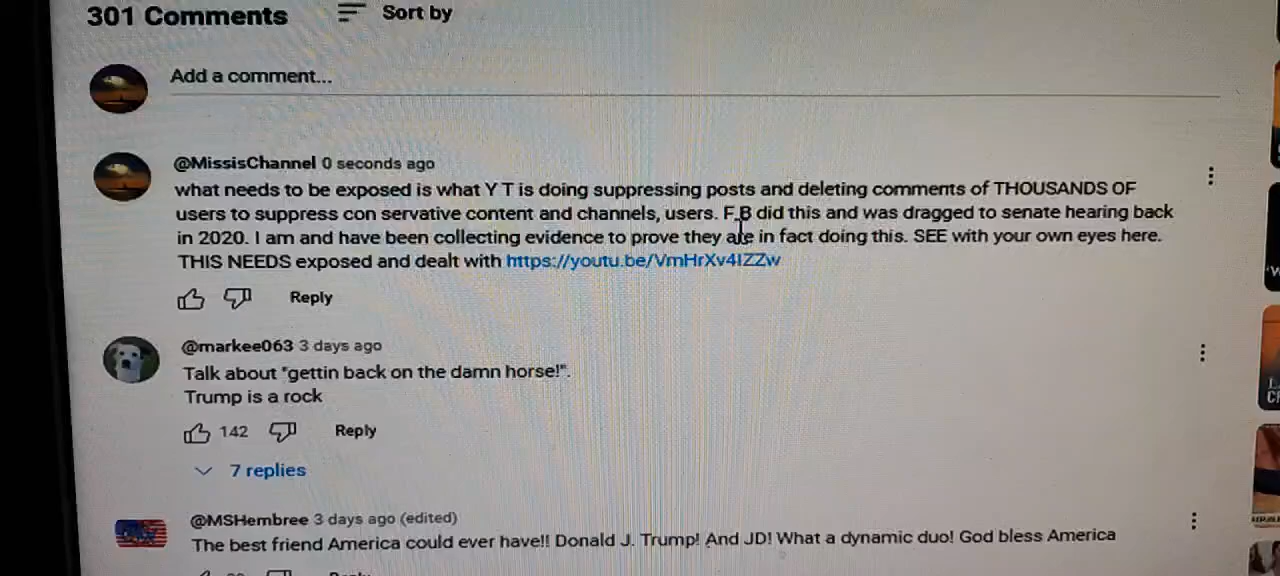 301 Comments
Sort by
Add a comment...
@MissisChannel 0 seconds ago
what needs to be exposed is what Y T is doing suppressing posts and deleting comments of THOUSANDS OF
users to suppress con servative content and channels, users. F.B did this and was dragged to senate hearing back
in 2020. I am and have been collecting evidence to prove they are in fact doing this. SEE with your own eyes here.
THIS NEEDS exposed and dealt with https://youtu.be/VmHrXv4IZZw
Reply
@markee063 3 days ago
Talk about "gettin back on the damn horse!".
Trump is a rock
142
Reply
7 replies
@MSHembree 3 days ago (edited)
The best friend America could ever have!! Donald J. Trump! And JD! What a dynamic duo! God bless America